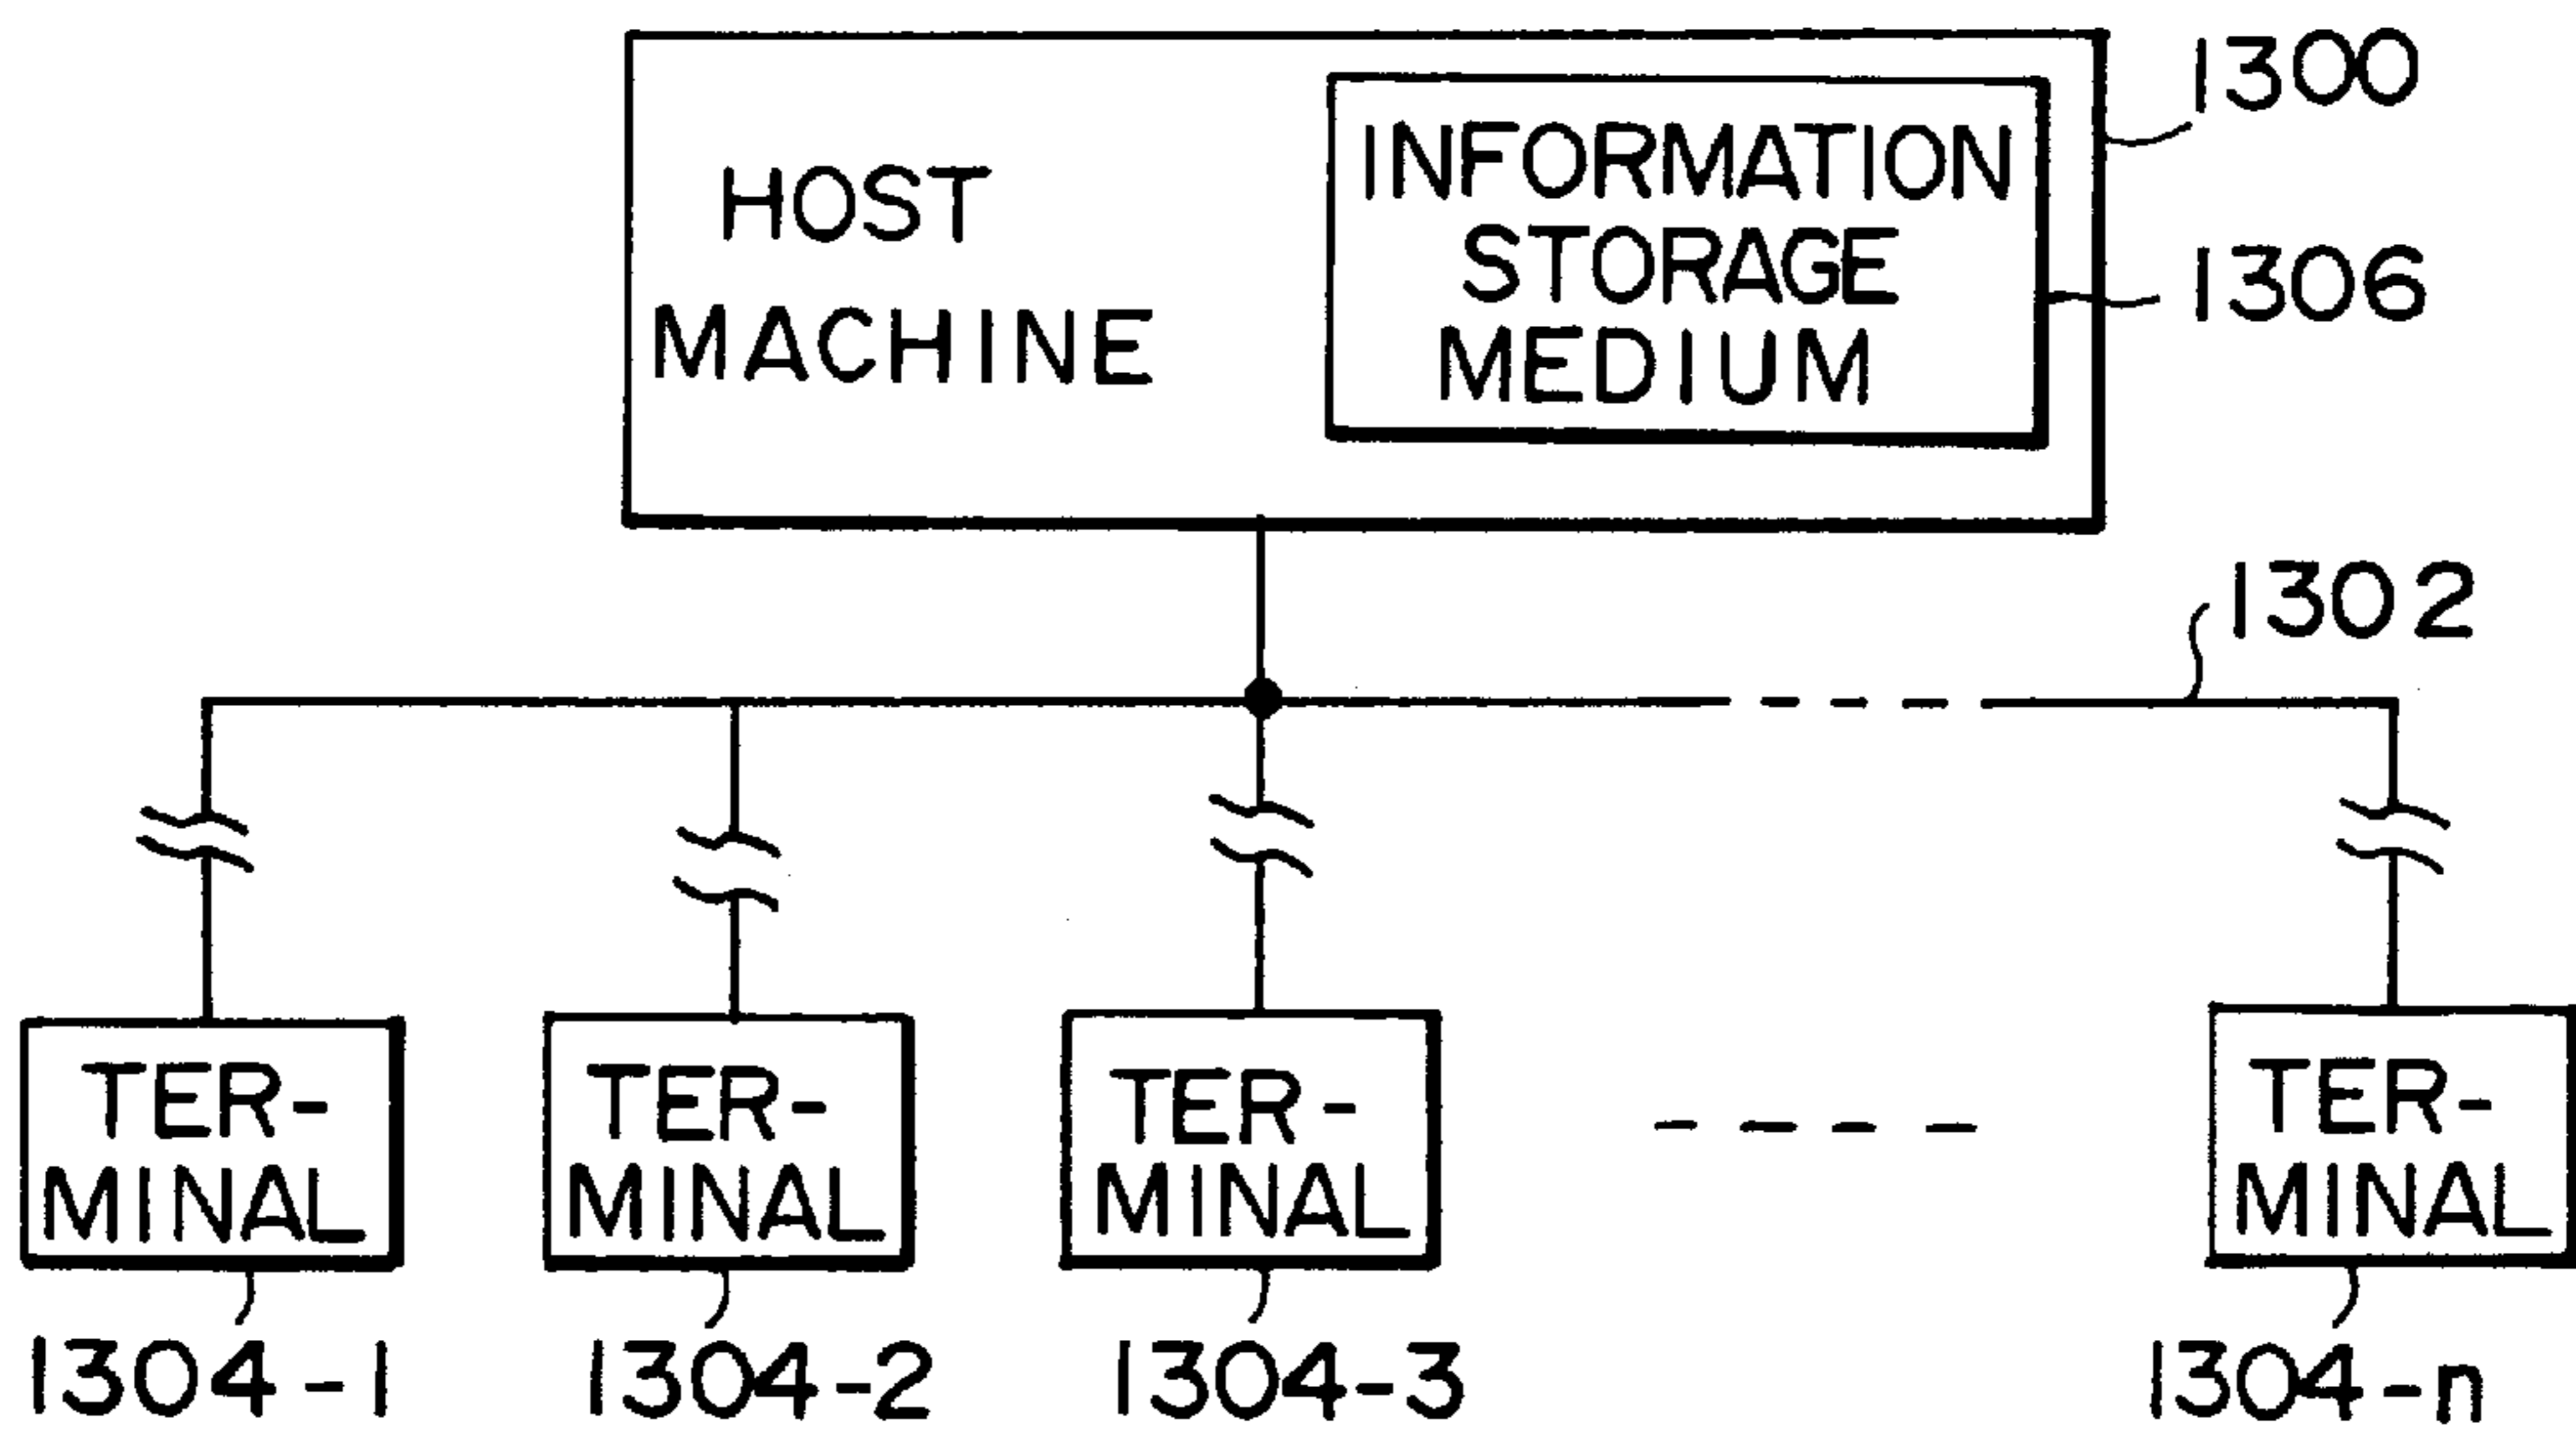 HOST
MACHINE
INFORMATION
STORAGE
MEDIUM
1300
1306
1302
TER-
MINAL
TER-
MINAL
TER-
MINAL
TER-
MINAL
1304-1
1304-2
1304-3
1304-n